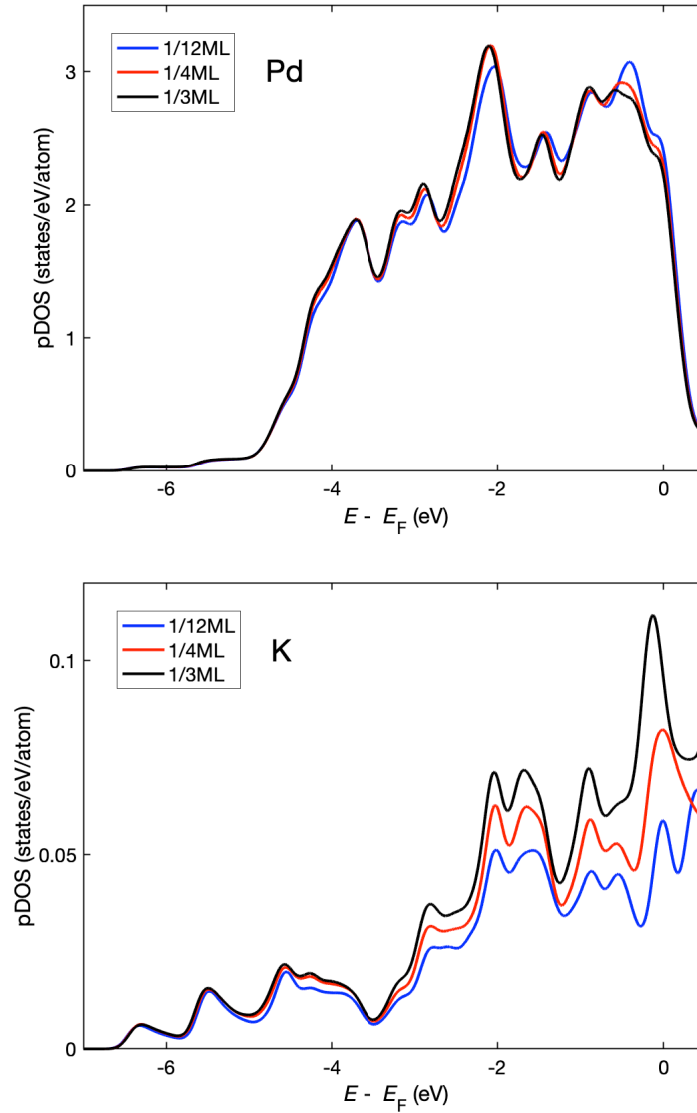 1/12ML
1/4ML
1/3ML
Pd
3
2
1
0
pDOS (states/eV/atom)
-6
-4
-2
0
E - EF (eV)
1/12ML
1/4ML
1/3ML
K
0.1
0.05
0
pDOS (states/eV/atom)
-6
-4
-2
0
E - EF (eV)